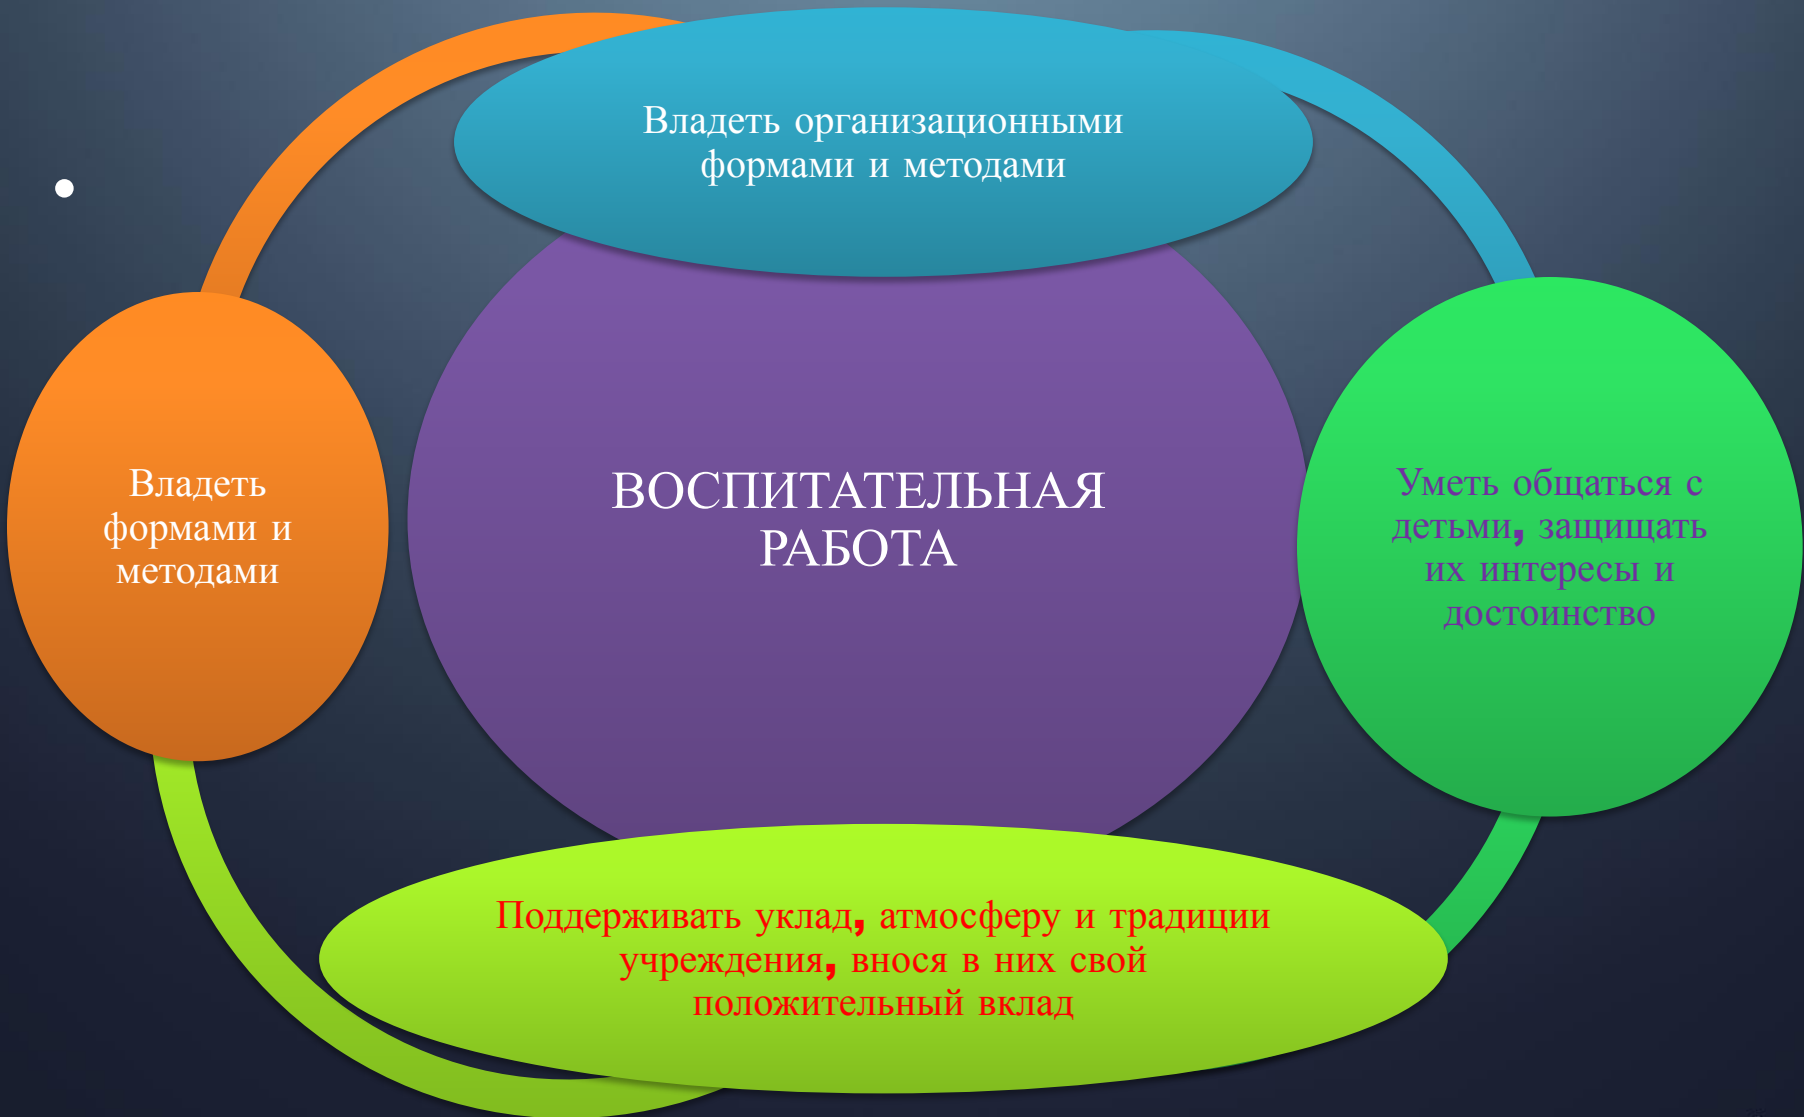 Владеть организационными
формами и методами
Владеть
формами и
методами
ВОСПИТАТЕЛЬНАЯ
РАБОТА
Уметь общаться с
детьми, защищать
их интересы и
достоинство
Поддерживать уклад, атмосферу и традиции
учреждения, внося в них свой
положительный вклад